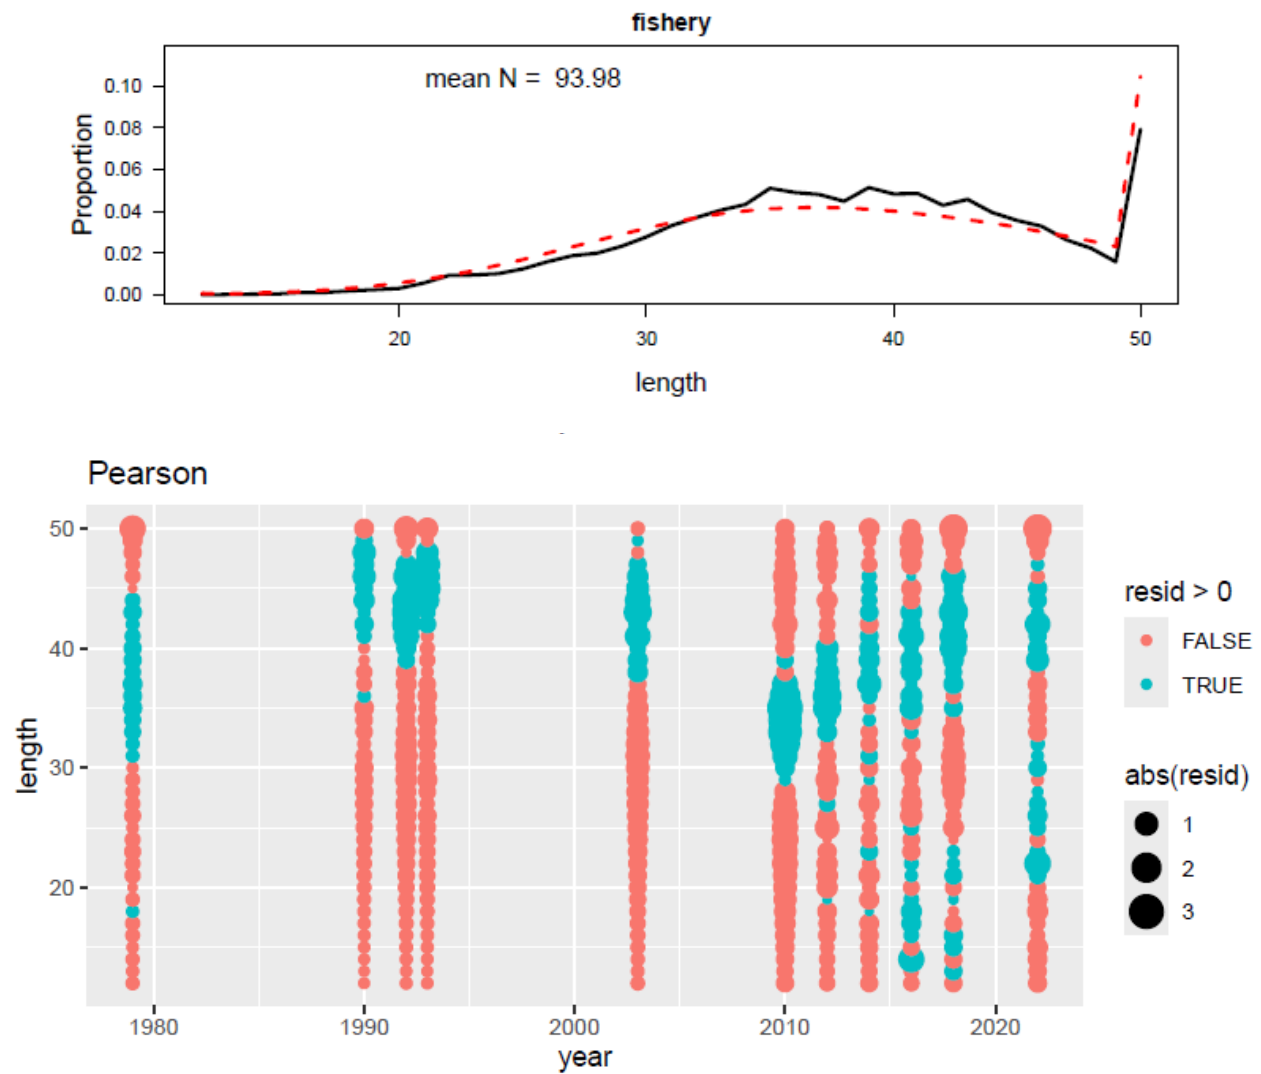 fishery
mean N =  93.98
Proportion
0.10
0.08
0.06
0.04
0.02
0.00
20 30 40 50
length
Pearson
length
50
40
30
20
1980 1990 2000 2010 2020
year
resid > 0
FALSE
TRUE
abs(resid)
1
2
3